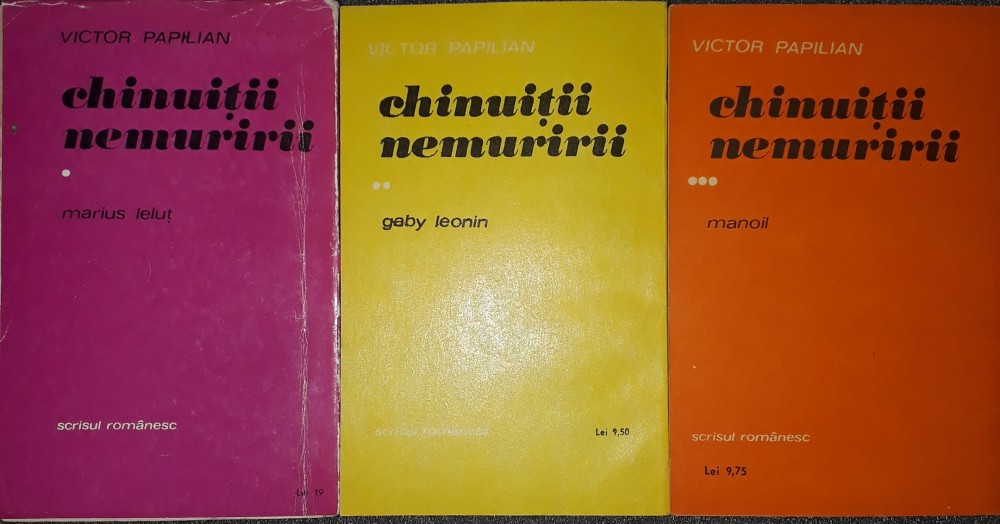 VICTOR PAPILIAN
chinuiții
nemuririi
marius leluț
scrisul românesc
Lei 19
VICTOR PAPILIAN
chinuiții
nemuririi
gaby leonin
scrisul românesc
Lei 9,50
VICTOR PAPILIAN
chinuiții
nemuririi
manoil
scrisul românesc
Lei 9,75